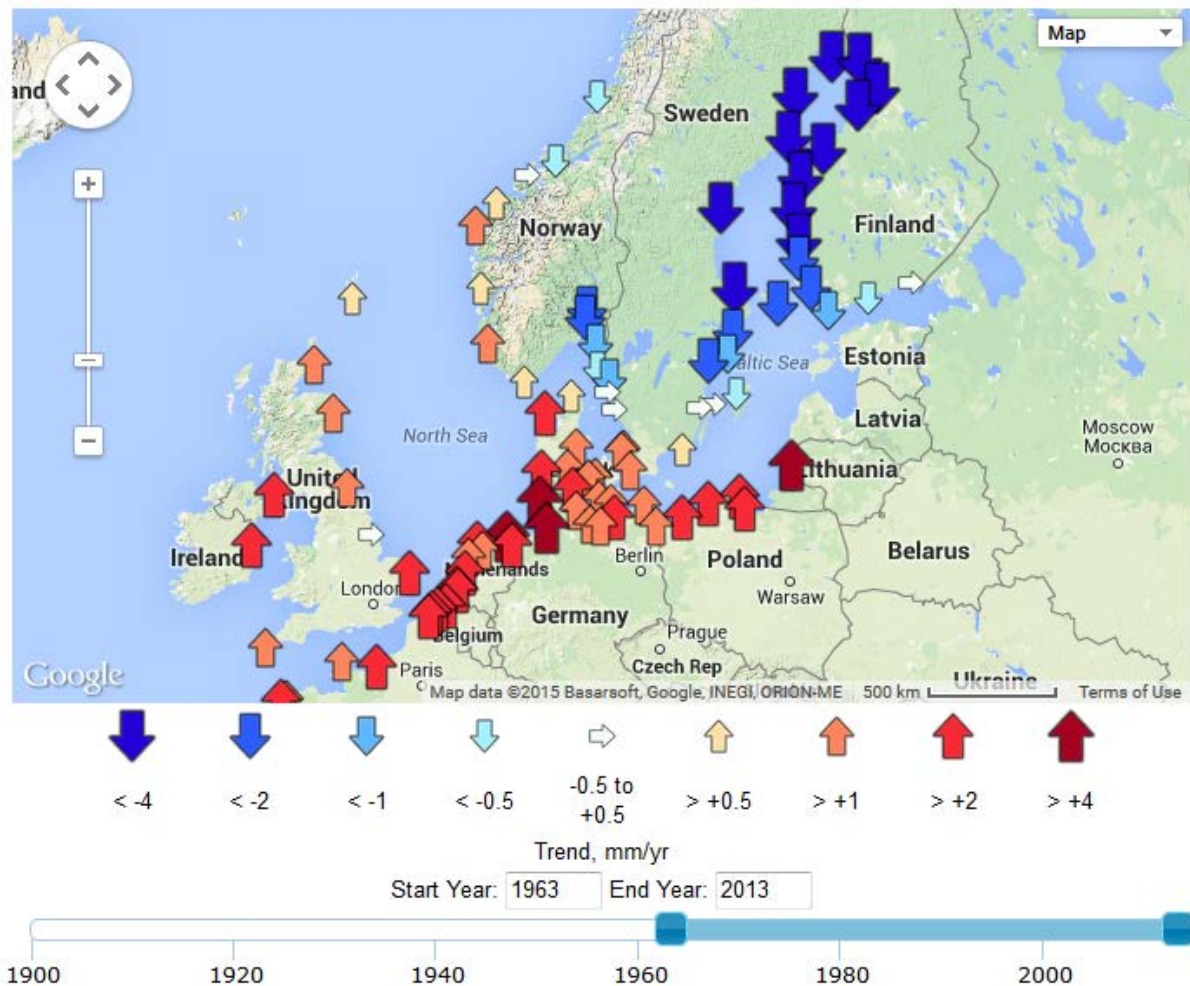 Map
and
Sweden
Norway
Finland
Estonia
altic Sea
Latvia
North Sea
Moscow
Москва
k
ithuania
United
Kingdom
Ireland
Berlin
Poland
Belarus
London
Netherlands
Warsaw
Germany
Belgium
Prague
Paris
Czech Rep
Ukraine
Google
Map data ©2015 Basarsoft, Google, INEGI, ORION-ME 500 km Terms of Use
< -4 < -2 < -1 < -0.5 -0.5 to > +0.5 > +1 > +2 > +4
+0.5
Trend, mm/yr
Start Year: 1963 End Year: 2013
1900 1920 1940 1960 1980 2000